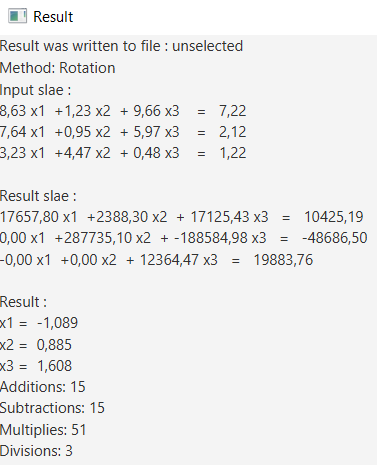 Result
Result was written to file : unselected
Method: Rotation
Input slae :
8,63 x1 +1,23 x2 + 9,66 x3 = 7,22
7,64 x1 +0,95 x2 + 5,97 x3 = 2,12
3,23 x1 +4,47 x2 + 0,48 x3 = 1,22
Result slae :
17657,80 x1 +2388,30 x2 + 17125,43 x3 = 10425,19
0,00 x1 +287735,10 x2 + -188584,98 x3 = -48686,50
-0,00 x1 +0,00 x2 + 12364,47 x3 = 19883,76
Result :
x1 = -1,089
x2 = 0,885
x3 = 1,608
Additions: 15
Subtractions: 15
Multiplies: 51
Divisions: 3